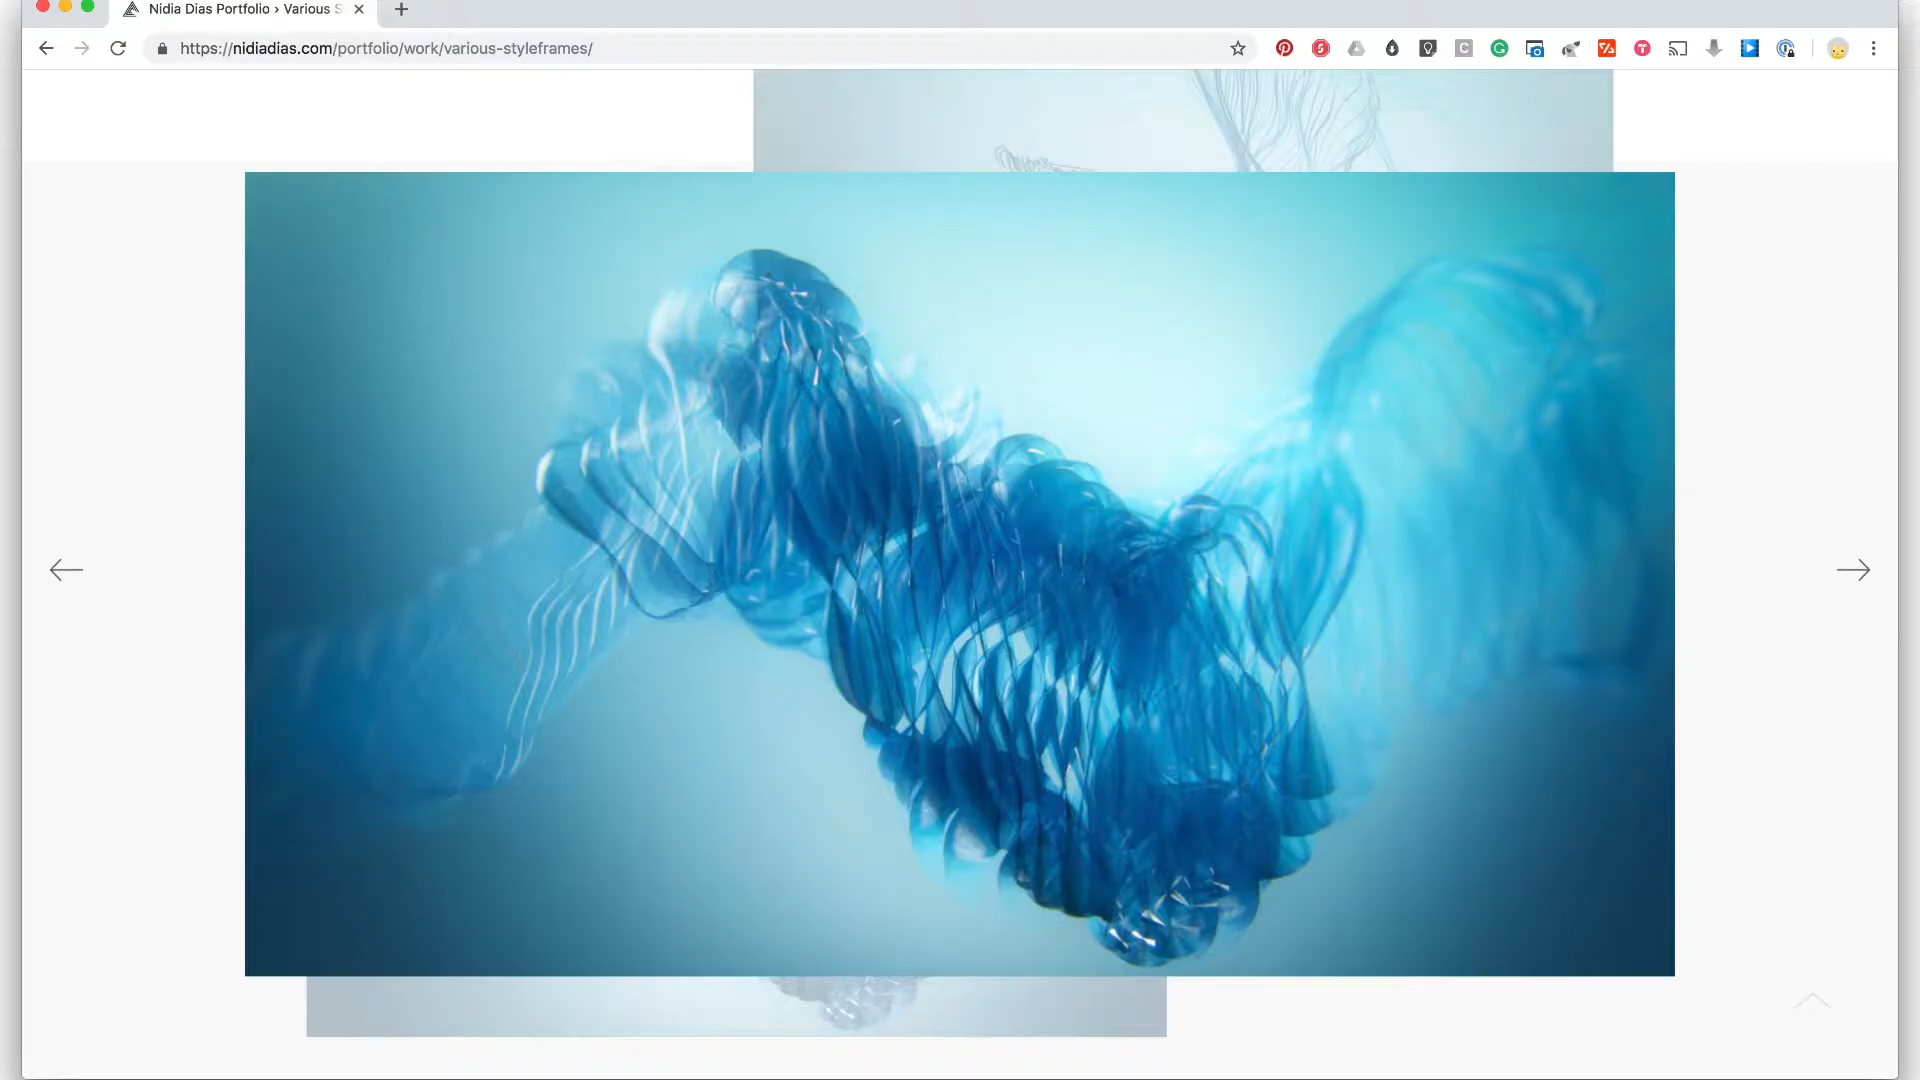 Nidia Dias Portfolio › Various S
https://nidiadias.com/portfolio/work/various-styleframes/